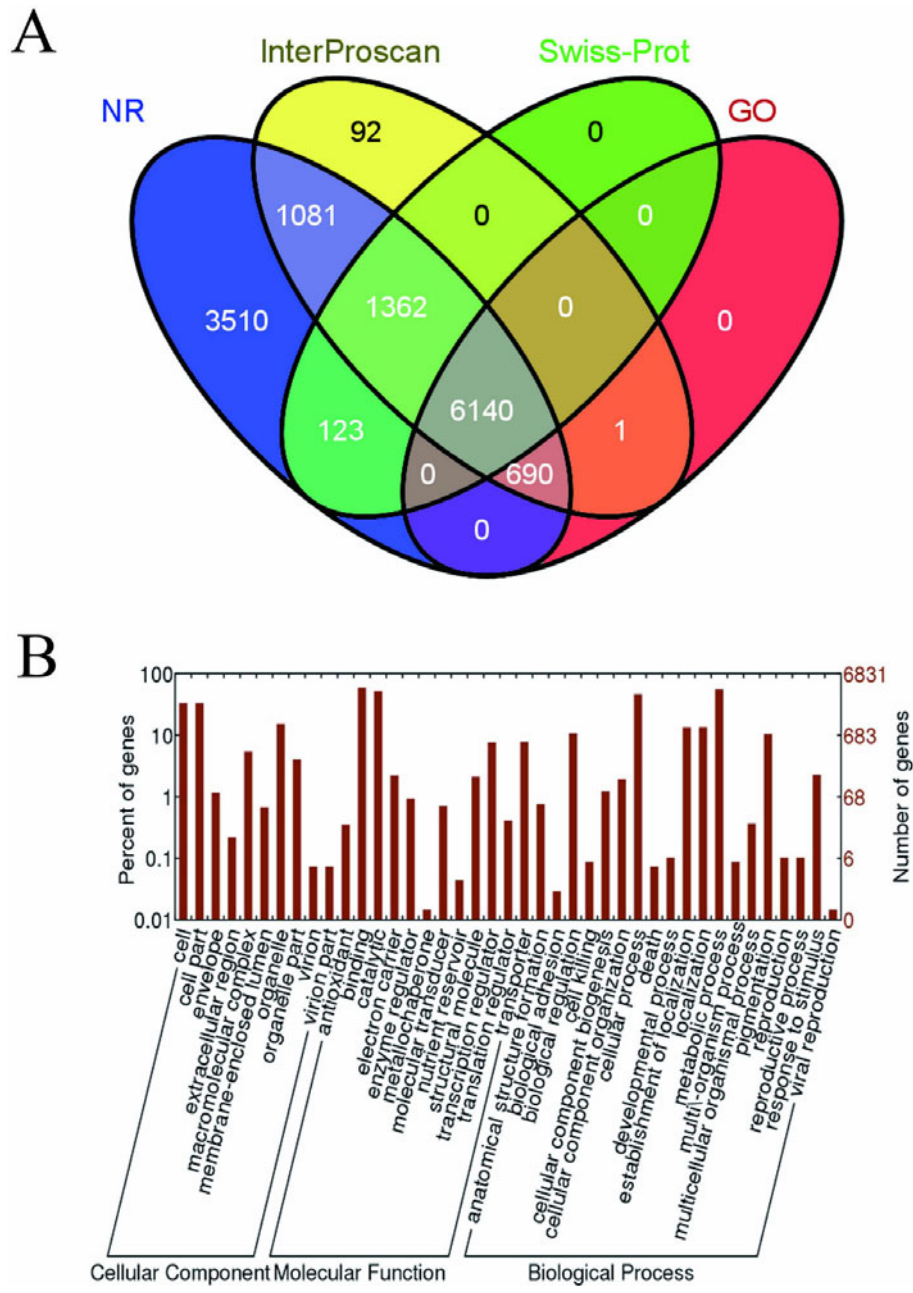 A
InterProscan
Swiss-Prot
NR
GO
92
0
1081
0
0
3510
1362
0
0
6140
123
1
0
690
0
B
100
10
1
0.1
0.01
Percent of genes
6831
683
68
6
0
Number of genes
cell
cell part
envelope
extracellular region
macromolecular complex
membrane-enclosed lumen
organelle
organelle part
virion
virion part
antioxidant
binding
catalytic
electron carrier
enzyme regulator
metallochaperone
molecular transducer
nutrient reservoir
structural molecule
transcription regulator
translation regulator
transporter
anatomical structure formation
biological adhesion
biological regulation
cell killing
cellular component biogenesis
cellular component organization
cellular process
death
developmental process
establishment of localization
localization
metabolic process
multi\-organism process
multicellular organismal process
pigmentation
reproduction
reproductive process
response to stimulus
viral reproduction
Cellular Component
Molecular Function
Biological Process